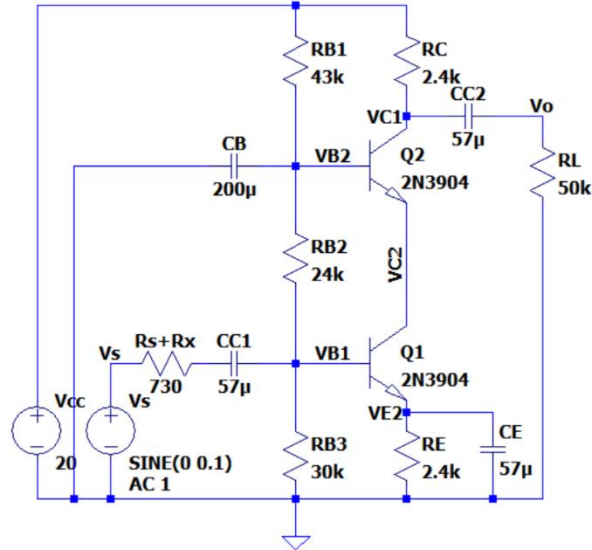 RB1
43k
RC
2.4k
CC2
VC1
Vo
57µ
CB
VB2
Q2
RL
200µ
2N3904
50k
RB2
24k
VC2
Rs+Rx
CC1
Vs
VB1
Q1
730
57µ
2N3904
Vcc
Vs
VE2
RB3
RE
CE
20
SINE(0 0.1)
30k
2.4k
57µ
AC 1